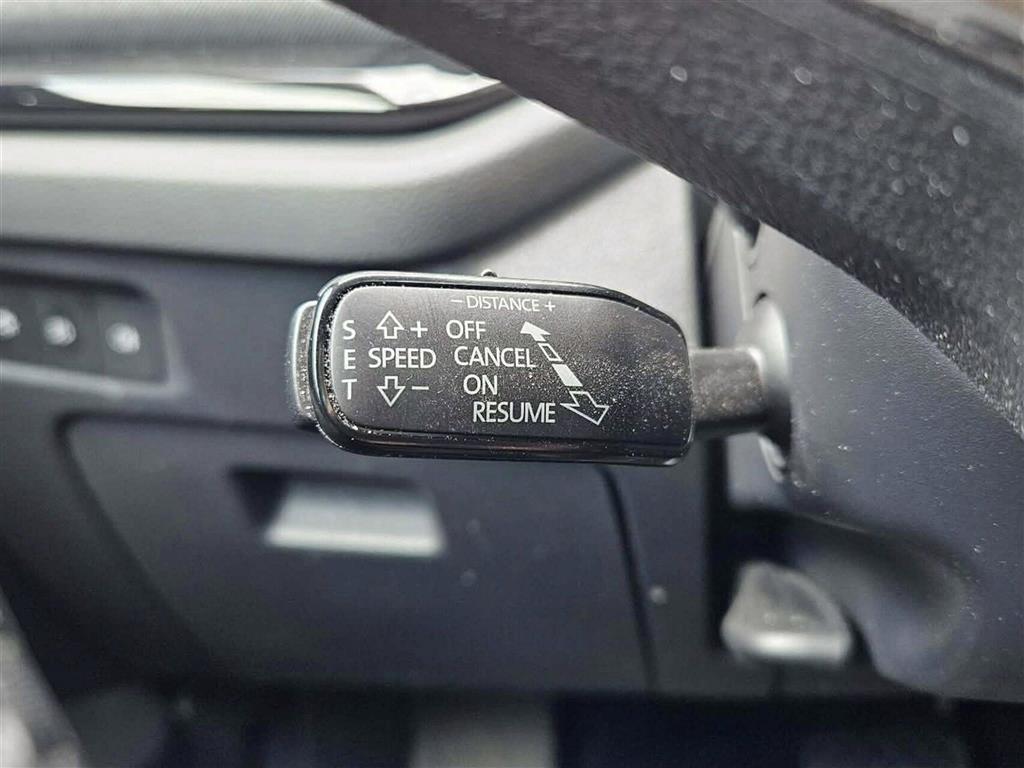 - DISTANCE +
S + OFF
E SPEED CANCEL
T - ON
RESUME